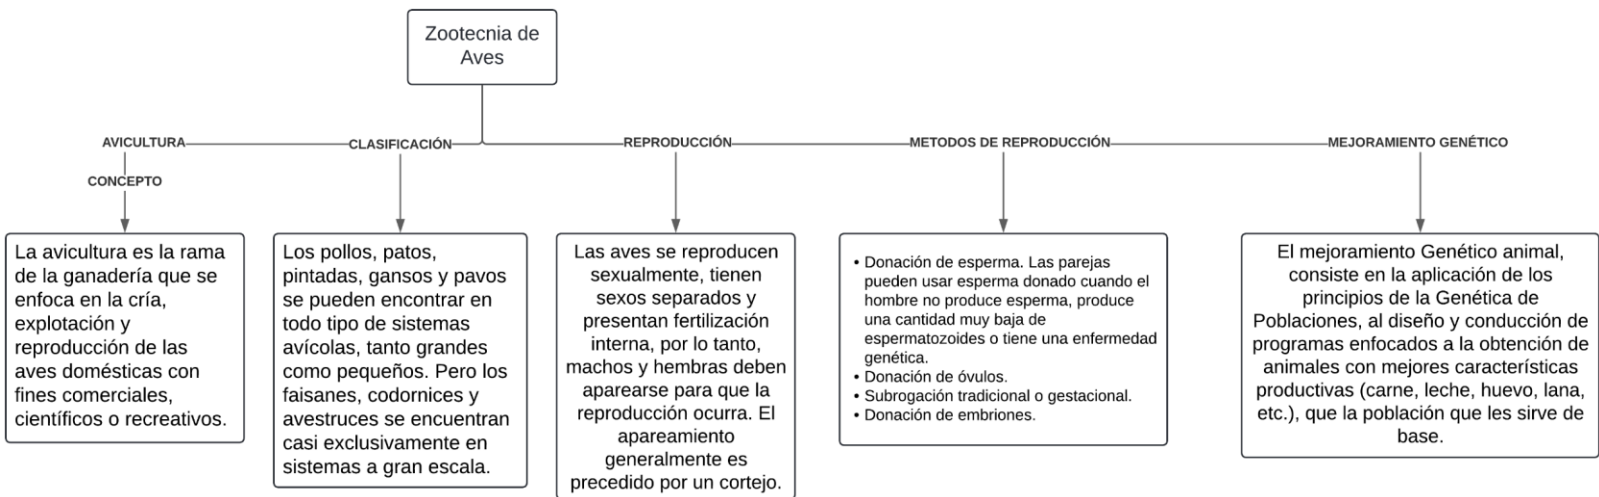 Zootecnia de
Aves
AVICULTURA
CLASIFICACIÓN
REPRODUCCIÓN
METODOS DE REPRODUCCIÓN
MEJORAMIENTO GENÉTICO
CONCEPTO
La avicultura es la rama
de la ganadería que se
enfoca en la cría,
explotación y
reproducción de las
aves domésticas con
fines comerciales,
científicos o recreativos.
Los pollos, patos,
pintadas, gansos y pavos
se pueden encontrar en
todo tipo de sistemas
avícolas, tanto grandes
como pequeños. Pero los
faisanes, codornices y
avestruces se encuentran
casi exclusivamente en
sistemas a gran escala.
Las aves se reproducen
sexualmente, tienen
sexos separados y
presentan fertilización
interna, por lo tanto,
machos y hembras deben
aparearse para que la
reproducción ocurra. El
apareamiento
generalmente es
precedido por un cortejo.
• Donación de esperma. Las parejas
pueden usar esperma donado cuando el
hombre no produce esperma, produce
una cantidad muy baja de
espermatozoides o tiene una enfermedad
genética.
• Donación de óvulos.
• Subrogación tradicional o gestacional.
• Donación de embriones.
El mejoramiento Genético animal,
consiste en la aplicación de los
principios de la Genética de
Poblaciones, al diseño y conducción de
programas enfocados a la obtención de
animales con mejores características
productivas (carne, leche, huevo, lana,
etc.), que la población que les sirve de
base.